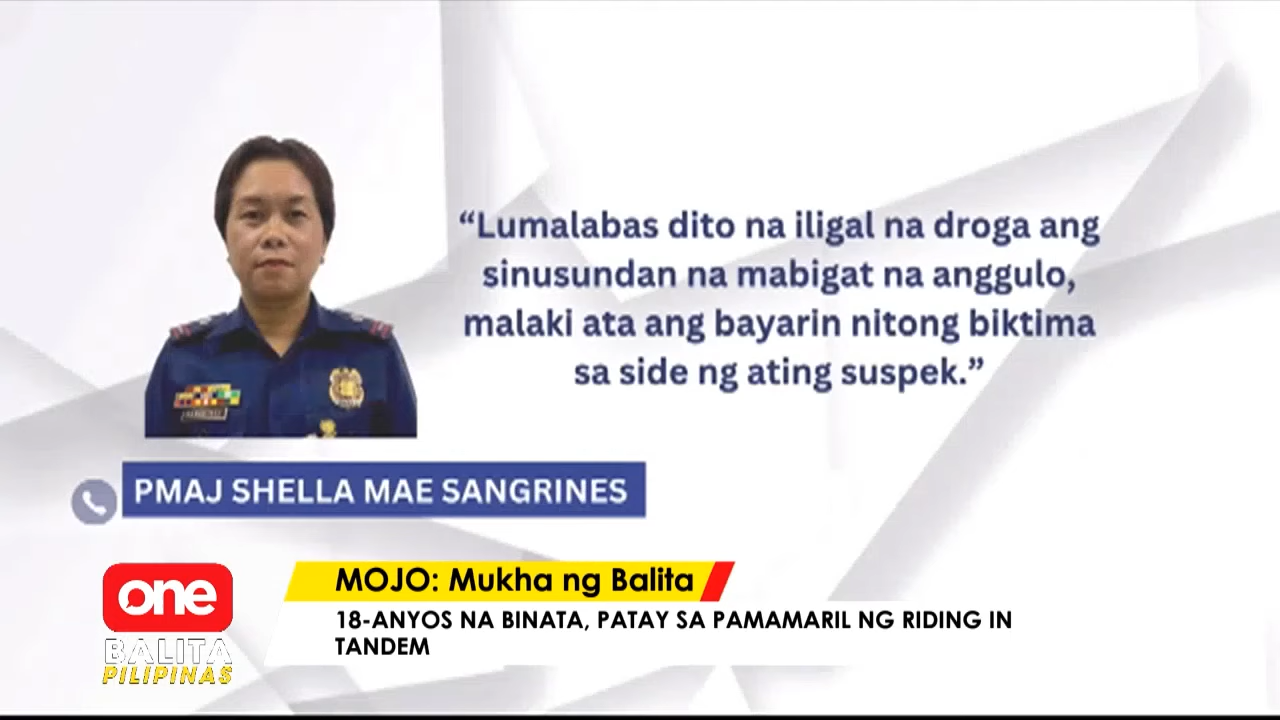 “Lumalabas dito na iligal na droga ang
sinusundan na mabigat na anggulo,
malaki ata ang bayarin nitong biktima
sa side ng ating suspek.”
PMAJ SHELLA MAE SANGRINES
MOJO: Mukha ng Balita
18-ANYOS NA BINATA, PATAY SA PAMAMARIL NG RIDING IN
TANDEM
one
BALITA
PILIPINAS